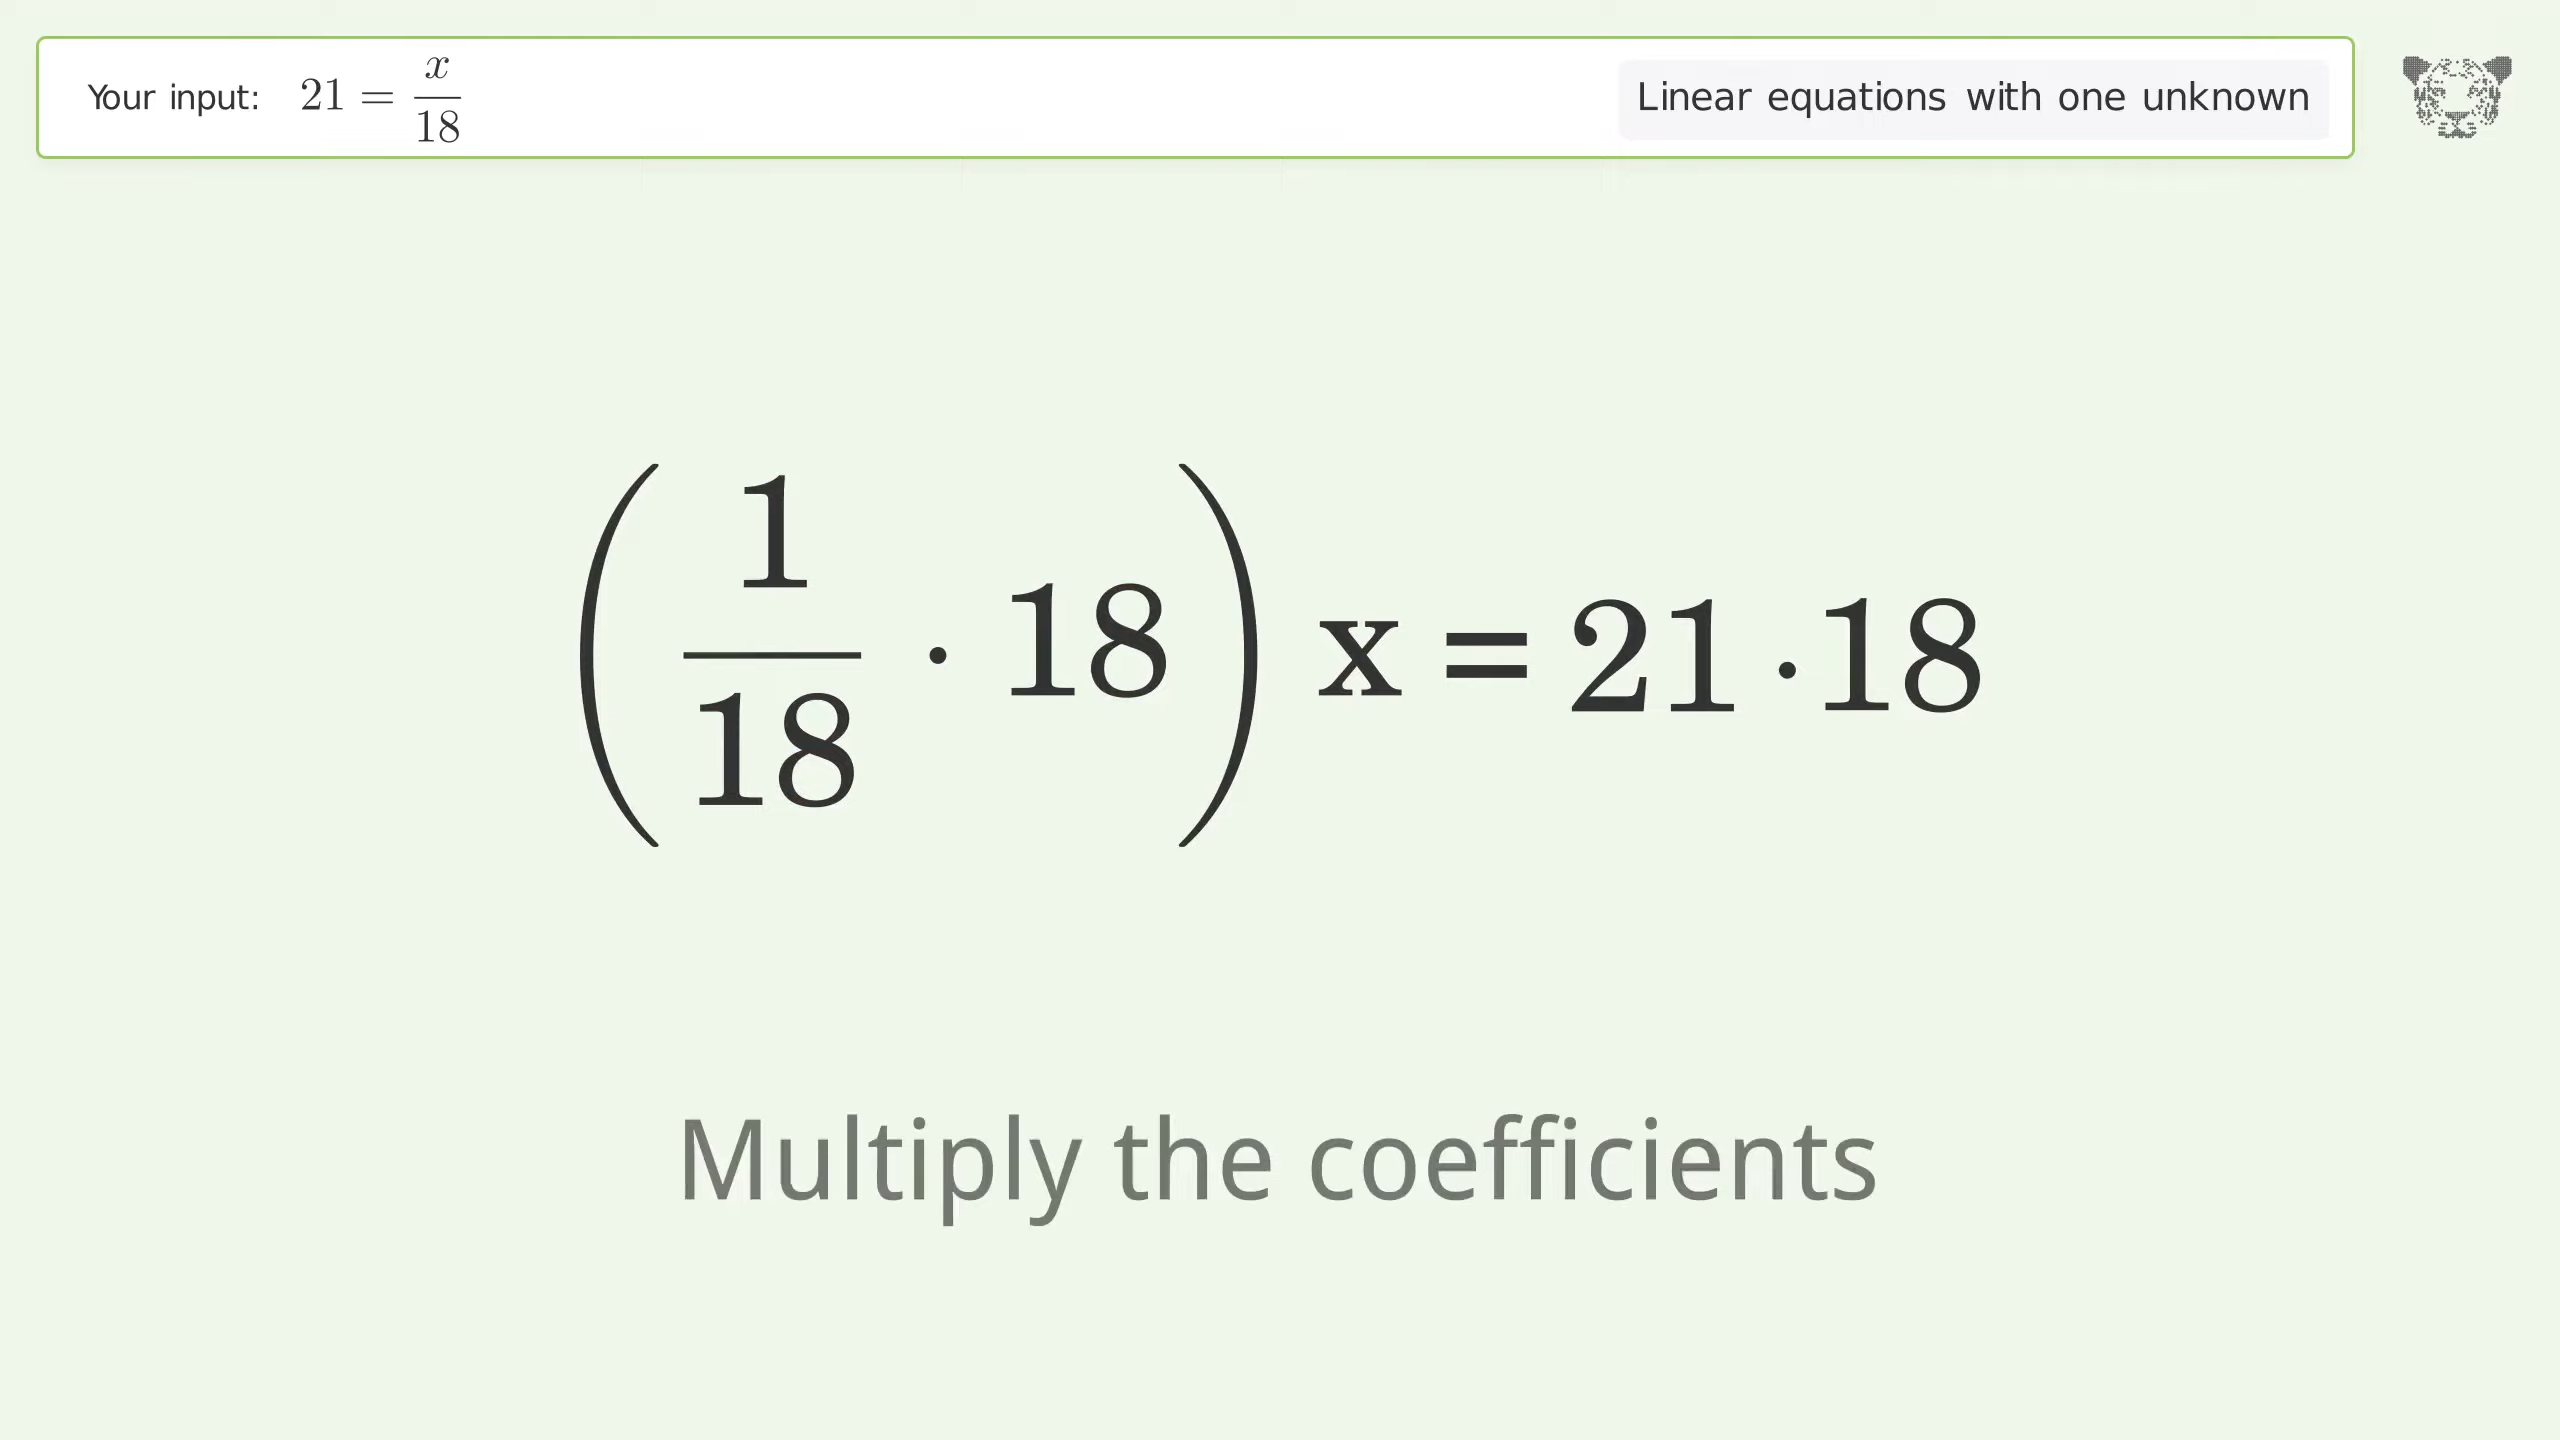 Your input: 21 = x/18
Linear equations with one unknown
(1/18 · 18) x = 21 · 18
Multiply the coefficients